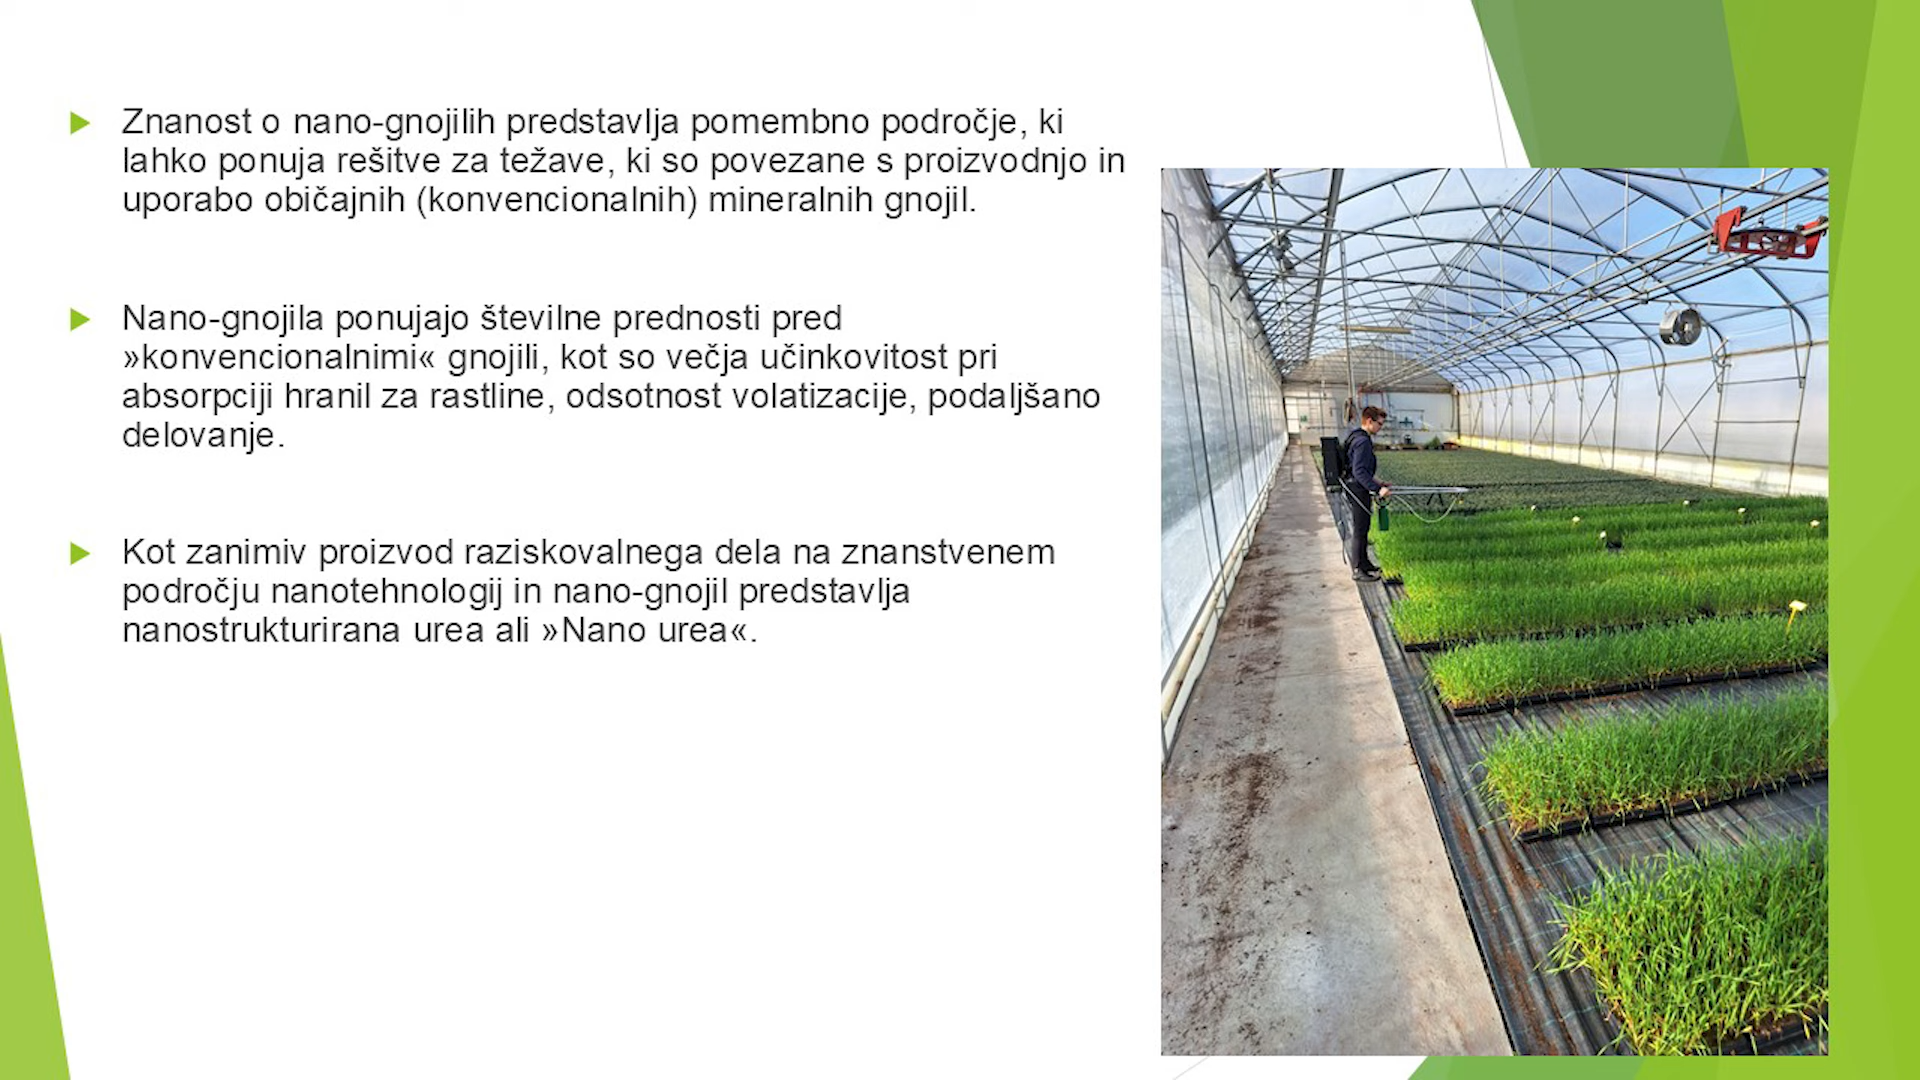 Znanost o nano-gnojilih predstavlja pomembno področje, ki
lahko ponuja rešitve za težave, ki so povezane s proizvodnjo in
uporabo običajnih (konvencionalnih) mineralnih gnojil.
Nano-gnojila ponujajo številne prednosti pred
»konvencionalnimi« gnojili, kot so večja učinkovitost pri
absorpciji hranil za rastline, odsotnost volatizacije, podaljšano
delovanje.
Kot zanimiv proizvod raziskovalnega dela na znanstvenem
področju nanotehnologij in nano-gnojil predstavlja
nanostrukturirana urea ali »Nano urea«.